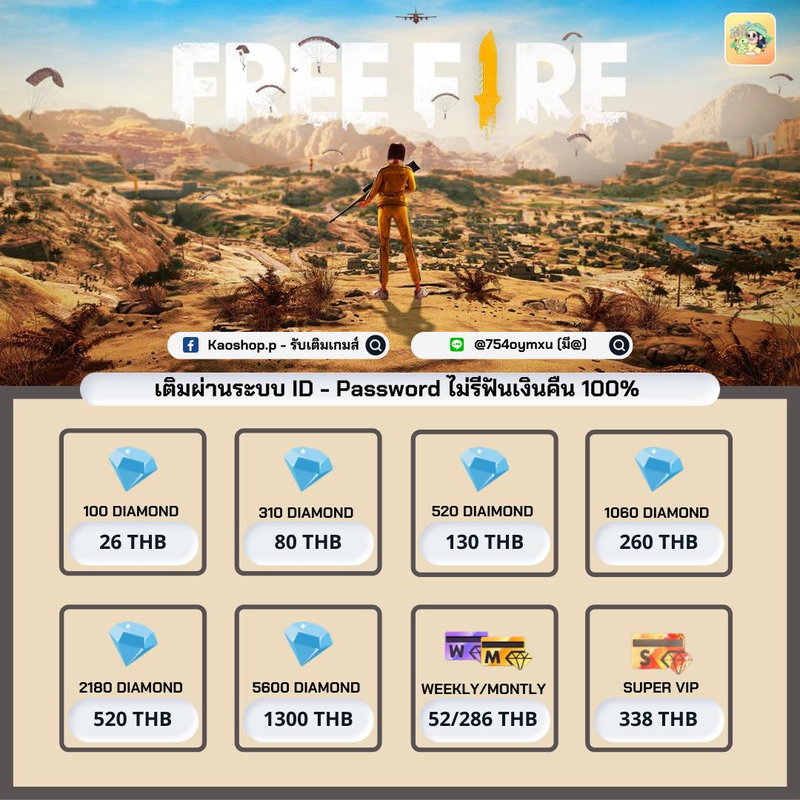 FREE FIRE
Kaoshop.p - รับเติมเกมส์
@754oymxu (มี@)
เติมผ่านระบบ ID - Password ไม่รีฟันเงินคืน 100%
100 DIAMOND
26 THB
310 DIAMOND
80 THB
520 DIAIMOND
130 THB
1060 DIAMOND
260 THB
2180 DIAMOND
520 THB
5600 DIAMOND
1300 THB
W M
WEEKLY/MONTLY
52/286 THB
S
SUPER VIP
338 THB